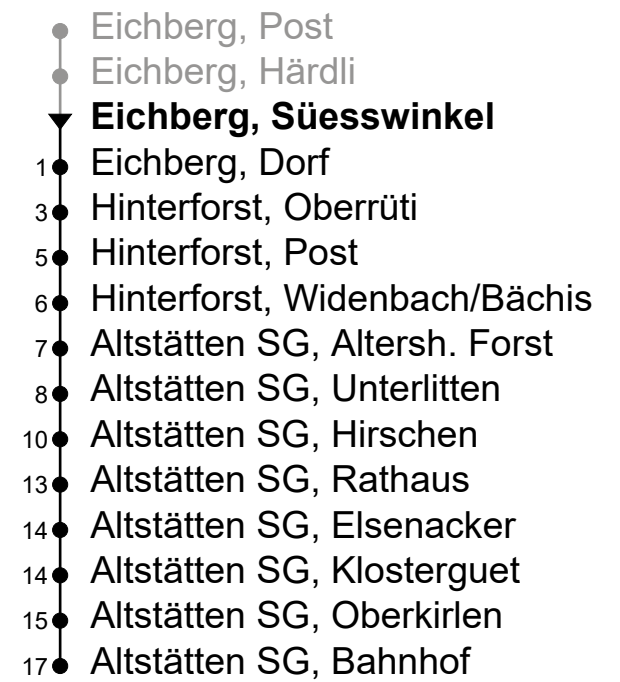 Eichberg, Post
Eichberg, Härdli
Eichberg, Süesswinkel
1 Eichberg, Dorf
3 Hinterforst, Oberrüti
5 Hinterforst, Post
6 Hinterforst, Widenbach/Bächis
7 Altstätten SG, Altersh. Forst
8 Altstätten SG, Unterlitten
10 Altstätten SG, Hirschen
13 Altstätten SG, Rathaus
14 Altstätten SG, Elsenacker
14 Altstätten SG, Klosterguet
15 Altstätten SG, Oberkirlen
17 Altstätten SG, Bahnhof